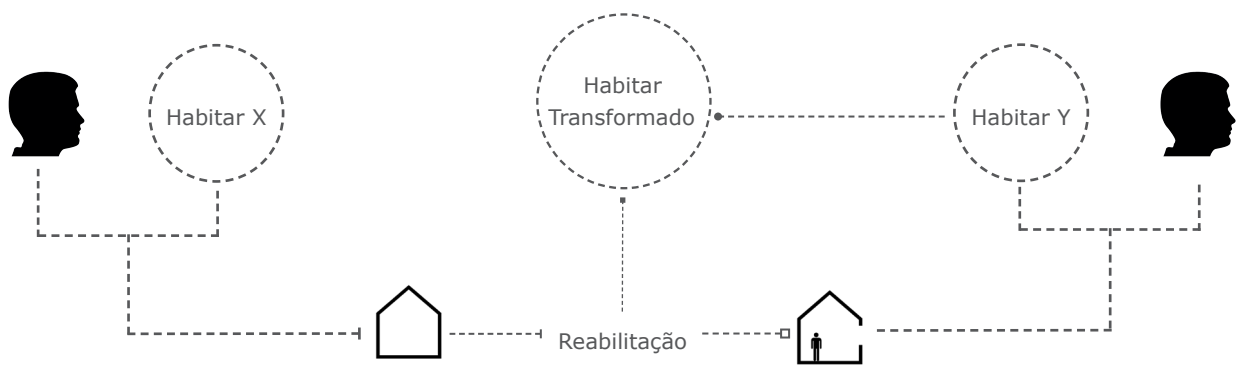 Habitar X
Habitar
Transformado
Habitar Y
Reabilitação